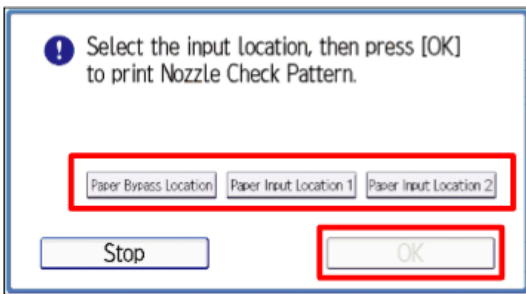 Select the input location, then press [OK]
to print Nozzle Check Pattern.
Paper Bypass Location Paper Input Location 1 Paper Input Location 2
Stop OK